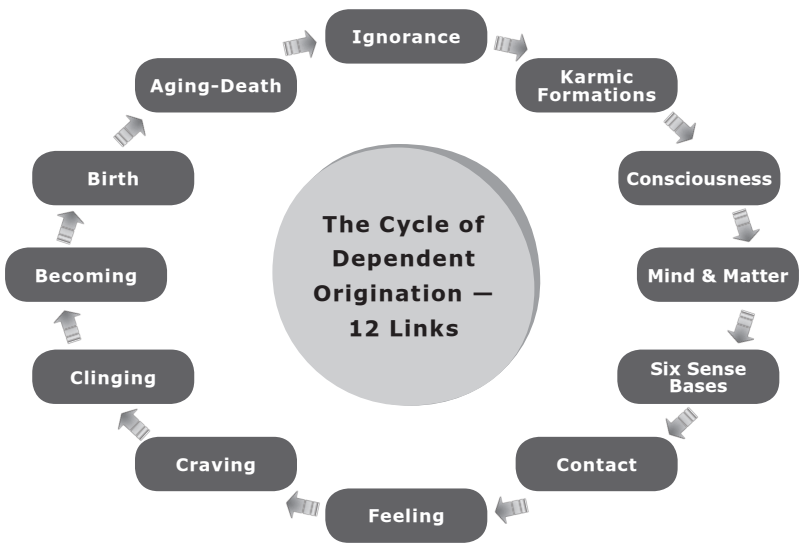 Ignorance
Karmic
Formations
Consciousness
Mind & Matter
Six Sense
Bases
Contact
Feeling
Craving
Clinging
Becoming
Birth
Aging-Death
The Cycle of
Dependent
Origination —
12 Links